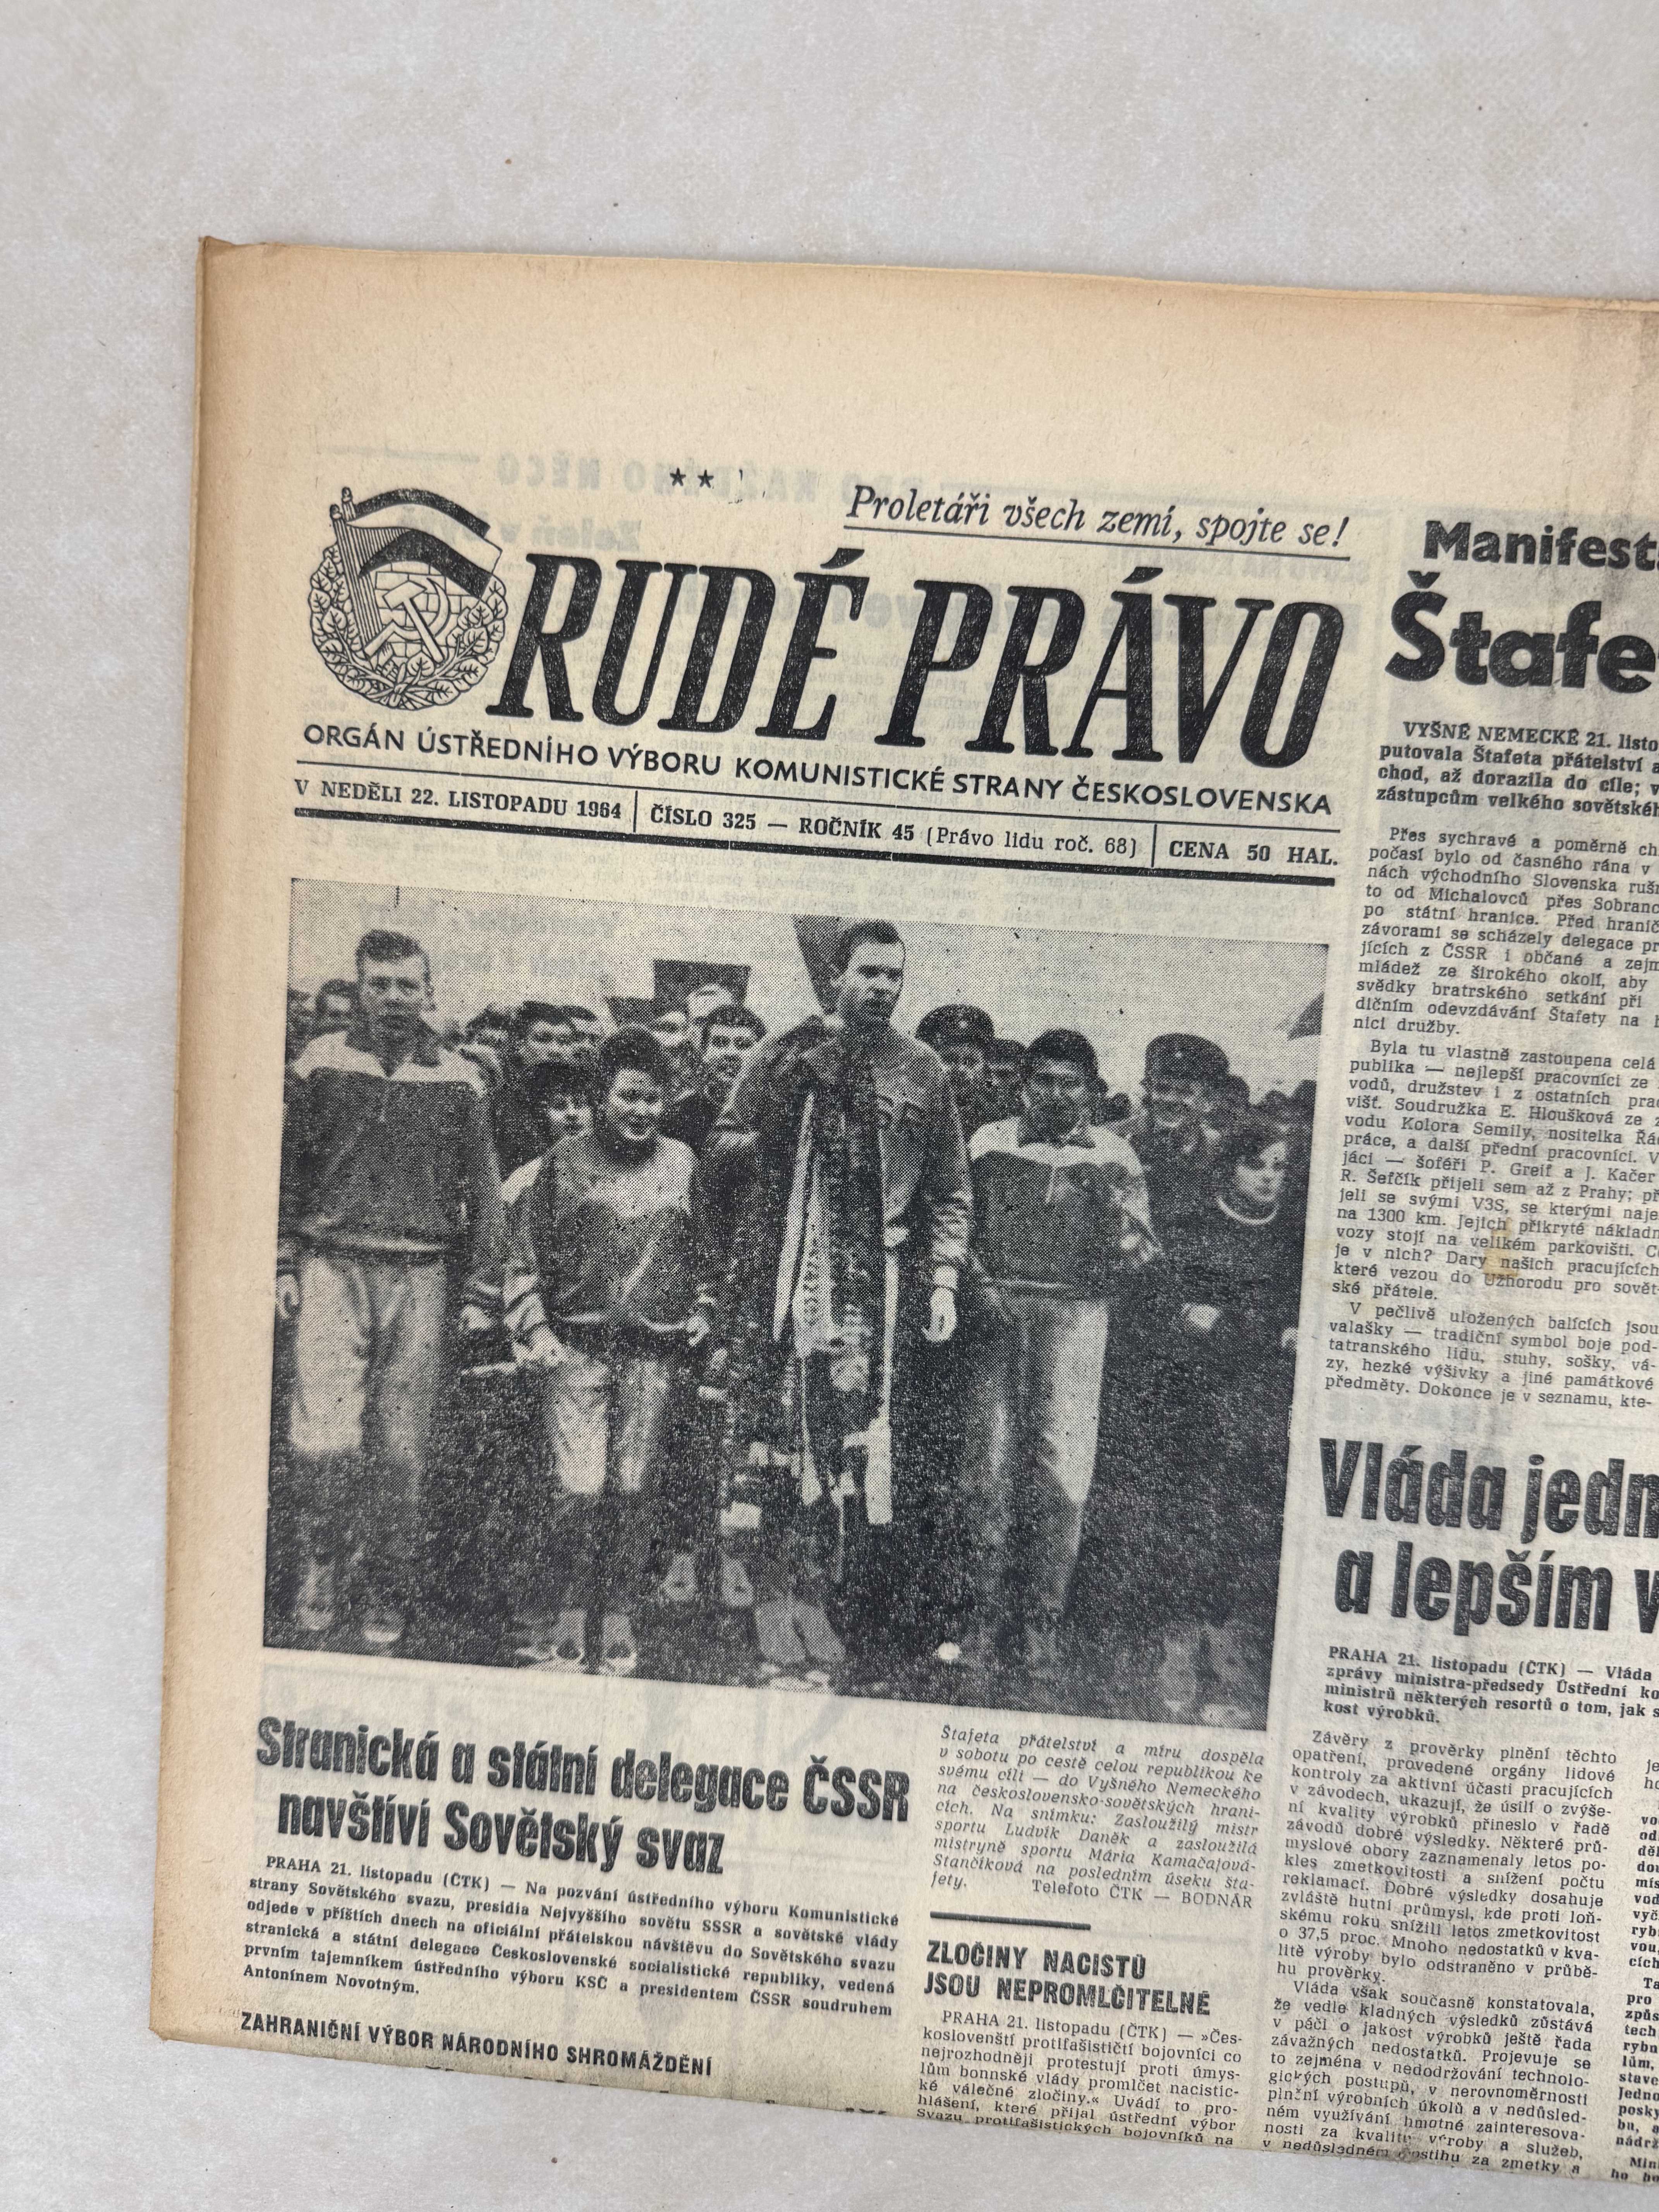 ★★
Proletáři všech zemí, spojte se!
RUDÉ PRÁVO
ORGÁN ÚSTŘEDNÍHO VÝBORU KOMUNISTICKÉ STRANY ČESKOSLOVENSKA
V NEDĚLI 22. LISTOPADU 1964 | ČÍSLO 325 — ROČNÍK 45 (Právo lidu roč. 68) | CENA 50 HAL.
Stranická a státní delegace ČSSR
navštíví Sovětský svaz
PRAHA 21. listopadu (ČTK) — Na pozvání ústředního výboru Komunistické
strany Sovětského svazu, presidia Nejvyššího sovětu SSSR a sovětské vlády
odjede v příštích dnech na oficiální přátelskou návštěvu do Sovětského svazu
stranická a státní delegace Československé socialistické republiky, vedená
prvním tajemníkem ústředního výboru KSČ a presidentem ČSSR soudruhem
Antonínem Novotným.
ZAHRANIČNÍ VÝBOR NÁRODNÍHO SHROMÁŽDĚNÍ
Štafeta přátelství a míru dospěla
v sobotu po cestě celou republikou ke
svému cíli — do Vyšného Nemeckého
na československo-sovětských hrani-
cích. Na snímku: Zasloužilý mistr
sportu Ludvík Daněk a zasloužilá
mistryně sportu Mária Kamačajová-
Stančíková na posledním úseku šta-
fety. Telefoto ČTK — BODNÁR
ZLOČINY NACISTŮ
JSOU NEPROMLČITELNÉ
PRAHA 21. listopadu (ČTK) — »Čes-
koslovenští protifašističtí bojovníci co
nejrozhodněji protestují proti úmys-
lům bonnské vlády promlčet nacistic-
ké válečné zločiny.« Uvádí to pro-
hlášení, které přijal ústřední výbor
Svazu protifašistických bojovníků na
Manifest
Štafe
VYŠNÉ NEMECKÉ 21. listo
putovala Štafeta přátelství a
chod, až dorazila do cíle; v
zástupcům velkého sovětskéh
Přes sychravé a poměrně ch
počasí bylo od časného rána v
nách východního Slovenska ruš
to od Michalovců přes Sobranc
po státní hranice. Před hranič
závorami se scházely delegace pr
jících z ČSSR i občané a zejm
mládež ze širokého okolí, aby
svědky bratrského setkání při
dičním odevzdávání Štafety na h
nici družby.
Byla tu vlastně zastoupena celá
publika — nejlepší pracovníci ze
vodů, družstev i z ostatních prac
višť. Soudružka E. Hloušková ze z
vodu Kolora Semily, nositelka Řá
práce, a další přední pracovníci. V
jáci — šoféři P. Greif a J. Kačer
R. Šefčík přijeli sem až z Prahy; př
jeli se svými V3S, se kterými naje
na 1300 km. Jejich přikryté nákladn
vozy stojí na velikém parkovišti. C
je v nich? Dary našich pracujících
které vezou do Užhorodu pro sovět-
ské přátele.
V pečlivě uložených balících jsou
valašky — tradiční symbol boje pod-
tatranského lidu, stuhy, sošky, vá-
zy, hezké výšivky a jiné památkové
předměty. Dokonce je v seznamu, kte-
Vláda jedn
a lepším v
PRAHA 21. listopadu (ČTK) — Vláda
zprávy ministra-předsedy Ústřední ko
ministrů některých resortů o tom, jak s
kost výrobků.
Závěry z prověrky plnění těchto
opatření, provedené orgány lidové
kontroly za aktivní účasti pracujících
v závodech, ukazují, že úsilí o zvýše-
ní kvality výrobků přineslo v řadě
závodů dobré výsledky. Některé prů-
myslové obory zaznamenaly letos po-
kles zmetkovitosti a snížení počtu
reklamací. Dobré výsledky dosahuje
zvláště hutní průmysl, kde proti loň-
skému roku snížili letos zmetkovitost
o 37,5 proc. Mnoho nedostatků v kva-
litě výroby bylo odstraněno v průbě-
hu prověrky.
Vláda však současně konstatovala,
že vedle kladných výsledků zůstává
v páči o jakost výrobků ještě řada
závažných nedostatků. Projevuje se
to zejména v nedodržování technolo-
gických postupů, v nerovnoměrnosti
plnění výrobních úkolů a v nedůsled-
ném využívání hmotné zainteresova-
nosti za kvalitu výroby a služeb,
v nedůsledném postihu za zmetky a